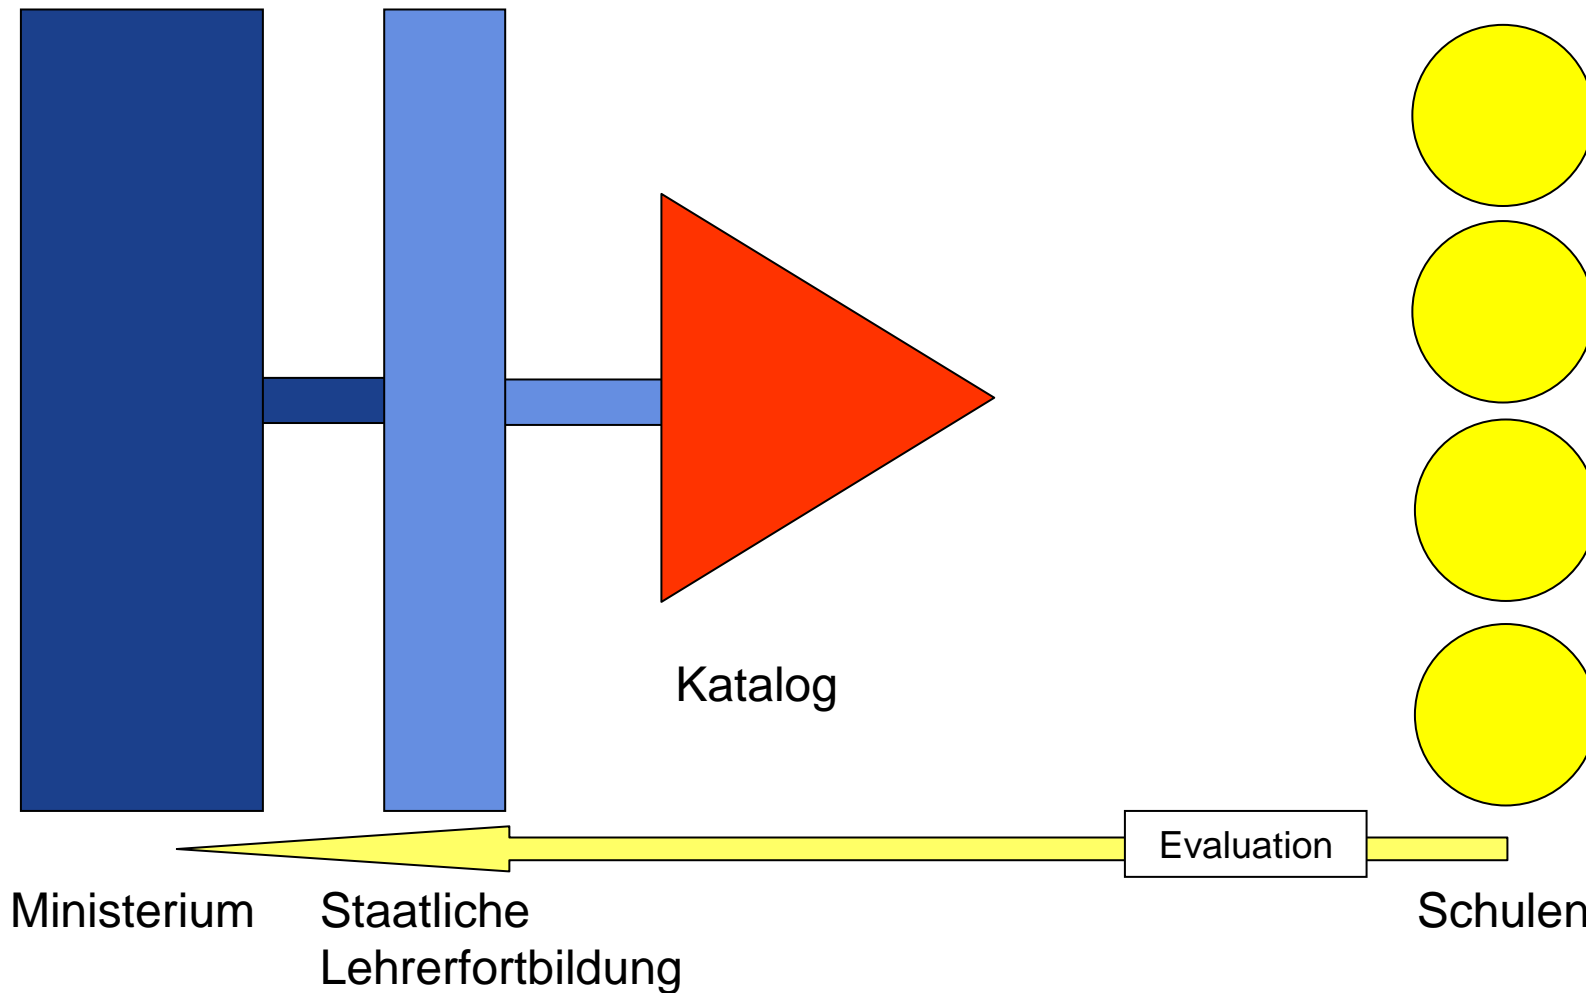 Katalog
Evaluation
Ministerium
Staatliche
Lehrerfortbildung
Schulen